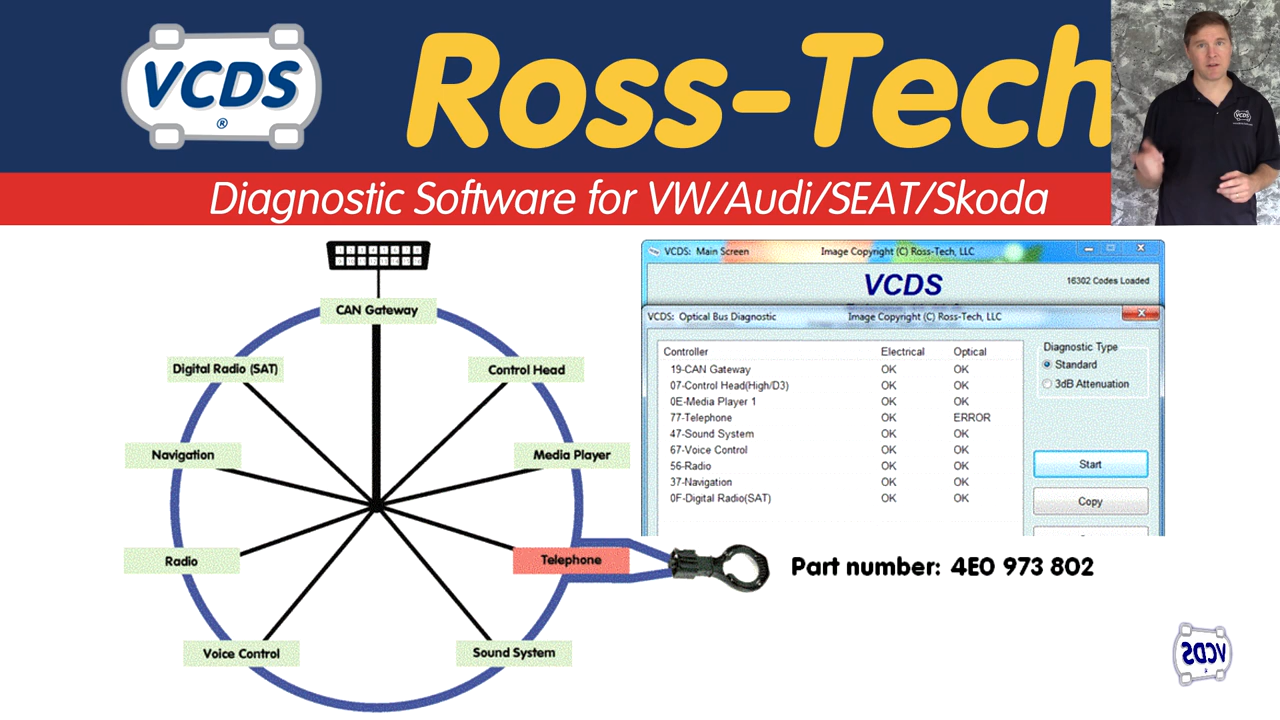 VCDS
®
Ross-Tech
Diagnostic Software for VW/Audi/SEAT/Skoda
VCDS
CAN Gateway
Digital Radio (SAT)
Control Head
Navigation
Media Player
Radio
Telephone
Voice Control
Sound System
VCDS: Main Screen
Image Copyright (C) Ross-Tech, LLC
VCDS
16302 Codes Loaded
VCDS: Optical Bus Diagnostic
Image Copyright (C) Ross-Tech, LLC
Controller Electrical Optical
19-CAN Gateway OK OK
07-Control Head(High/D3) OK OK
0E-Media Player 1 OK OK
77-Telephone OK ERROR
47-Sound System OK OK
67-Voice Control OK OK
56-Radio OK OK
37-Navigation OK OK
0F-Digital Radio(SAT) OK OK
Diagnostic Type
Standard
3dB Attenuation
Start
Copy
Part number: 4E0 973 802
VCDS